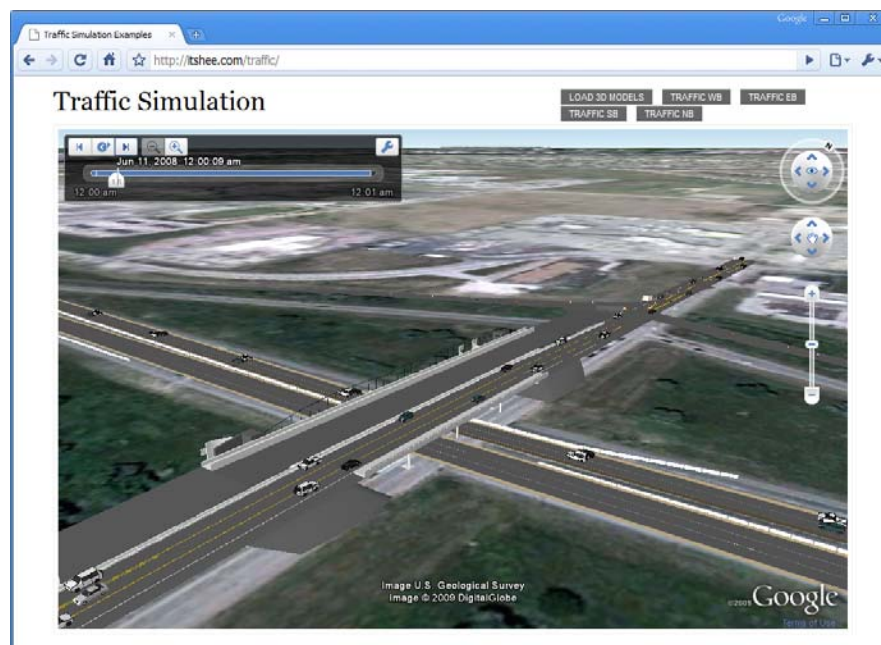 Google
Traffic Simulation Examples
http://itshee.com/traffic/
Traffic Simulation
LOAD 3D MODELS
TRAFFIC WB
TRAFFIC EB
TRAFFIC SB
TRAFFIC NB
Jun 11, 2008 12:00:09 am
12:00 am
12:01 am
N
Image U.S. Geological Survey
Image © 2009 DigitalGlobe
©2009 Google
Terms of Use